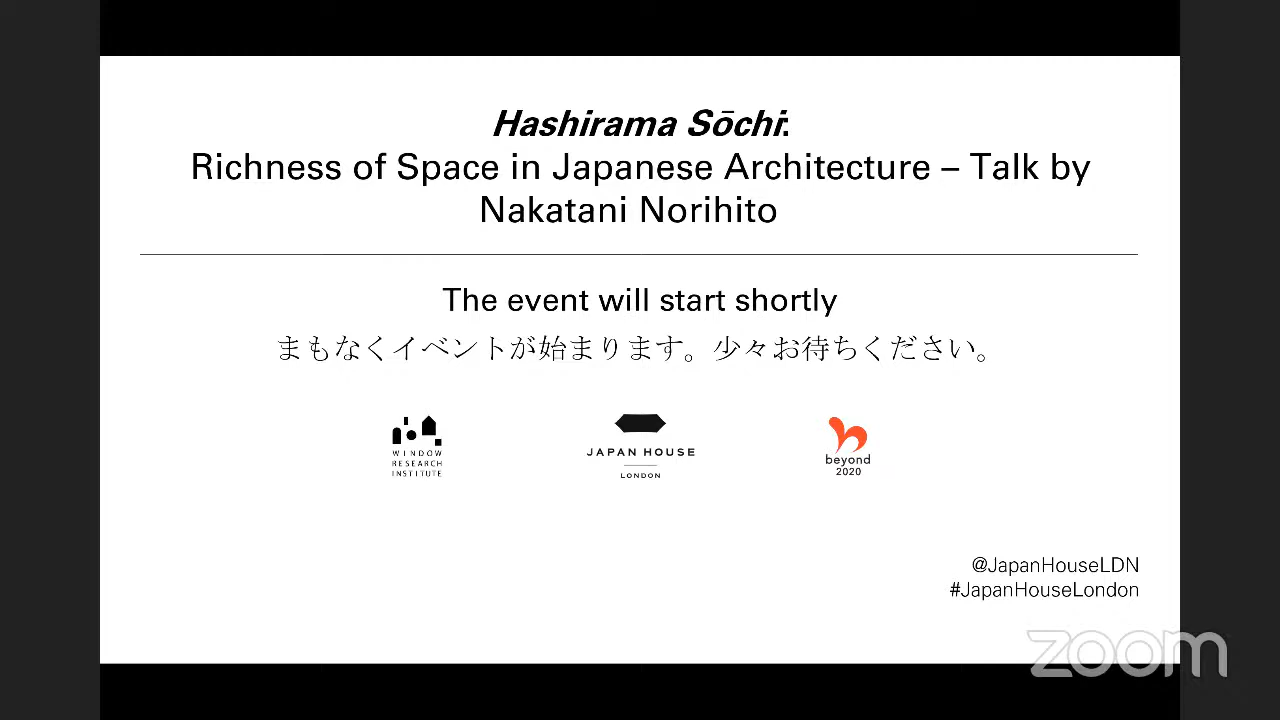 Hashirama Sōchi:
Richness of Space in Japanese Architecture – Talk by
Nakatani Norihito
The event will start shortly
まもなくイベントが始まります。少々お待ちください。
WINDOW
RESEARCH
INSTITUTE
JAPAN HOUSE
LONDON
beyond
2020
@JapanHouseLDN
#JapanHouseLondon
zoom